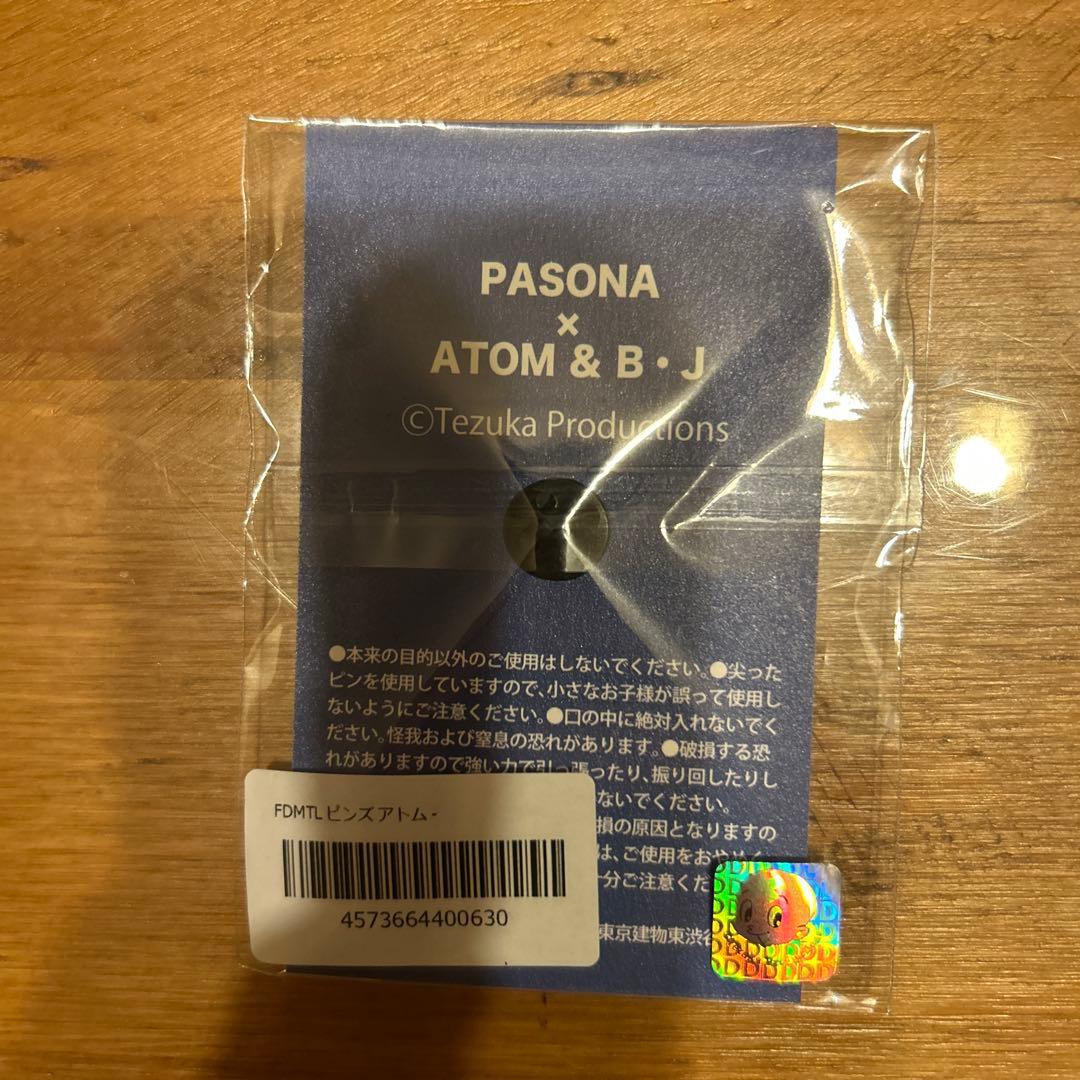 PASONA
×
ATOM & B・J
©Tezuka Productions
●本来の目的以外のご使用はしないでください。●尖った
ピンを使用していますので、小さなお子様が誤って使用し
ないようにご注意ください。●口の中に絶対入れないでく
ださい。怪我および窒息の恐れがあります。●破損する恐
れがありますので強い力で引っ張ったり、振り回したりし
ないでください。
損の原因となりますの
は、ご使用をおやめく
十分ご注意くだ
東京建物東渋谷
FDMTL ピンズ アトム -
4573664400630